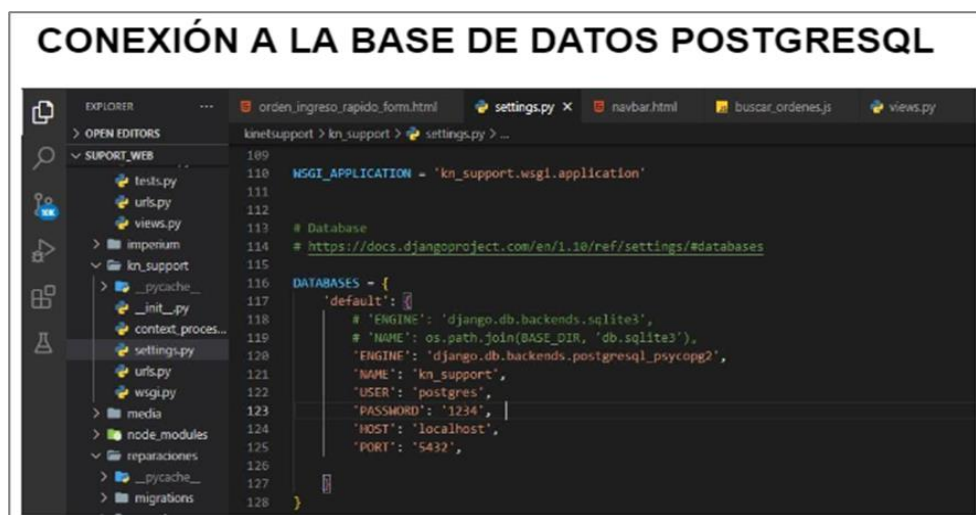 CONEXIÓN A LA BASE DE DATOS POSTGRESQL
EXPLORER ...
> OPEN EDITORS
SUPORT_WEB
tests.py
urls.py
views.py
> imperium
kn_support
> __pycache__
__init__.py
context_proces...
settings.py
urls.py
wsgi.py
> media
> node_modules
reparaciones
> __pycache__
> migrations
10K
orden_ingreso_rapido_form.html
settings.py ×
navbar.html
buscar_ordenes.js
views.py
kinetsupport > kn_support > settings.py > ...
109
110 WSGI_APPLICATION = 'kn_support.wsgi.application'
111
112
113 # Database
114 # https://docs.djangoproject.com/en/1.10/ref/settings/#databases
115
116 DATABASES = {
117 'default': {
118 # 'ENGINE': 'django.db.backends.sqlite3',
119 # 'NAME': os.path.join(BASE_DIR, 'db.sqlite3'),
120 'ENGINE': 'django.db.backends.postgresql_psycopg2',
121 'NAME': 'kn_support',
122 'USER': 'postgres',
123 'PASSWORD': '1234',
124 'HOST': 'localhost',
125 'PORT': '5432',
126
127 }
128 }